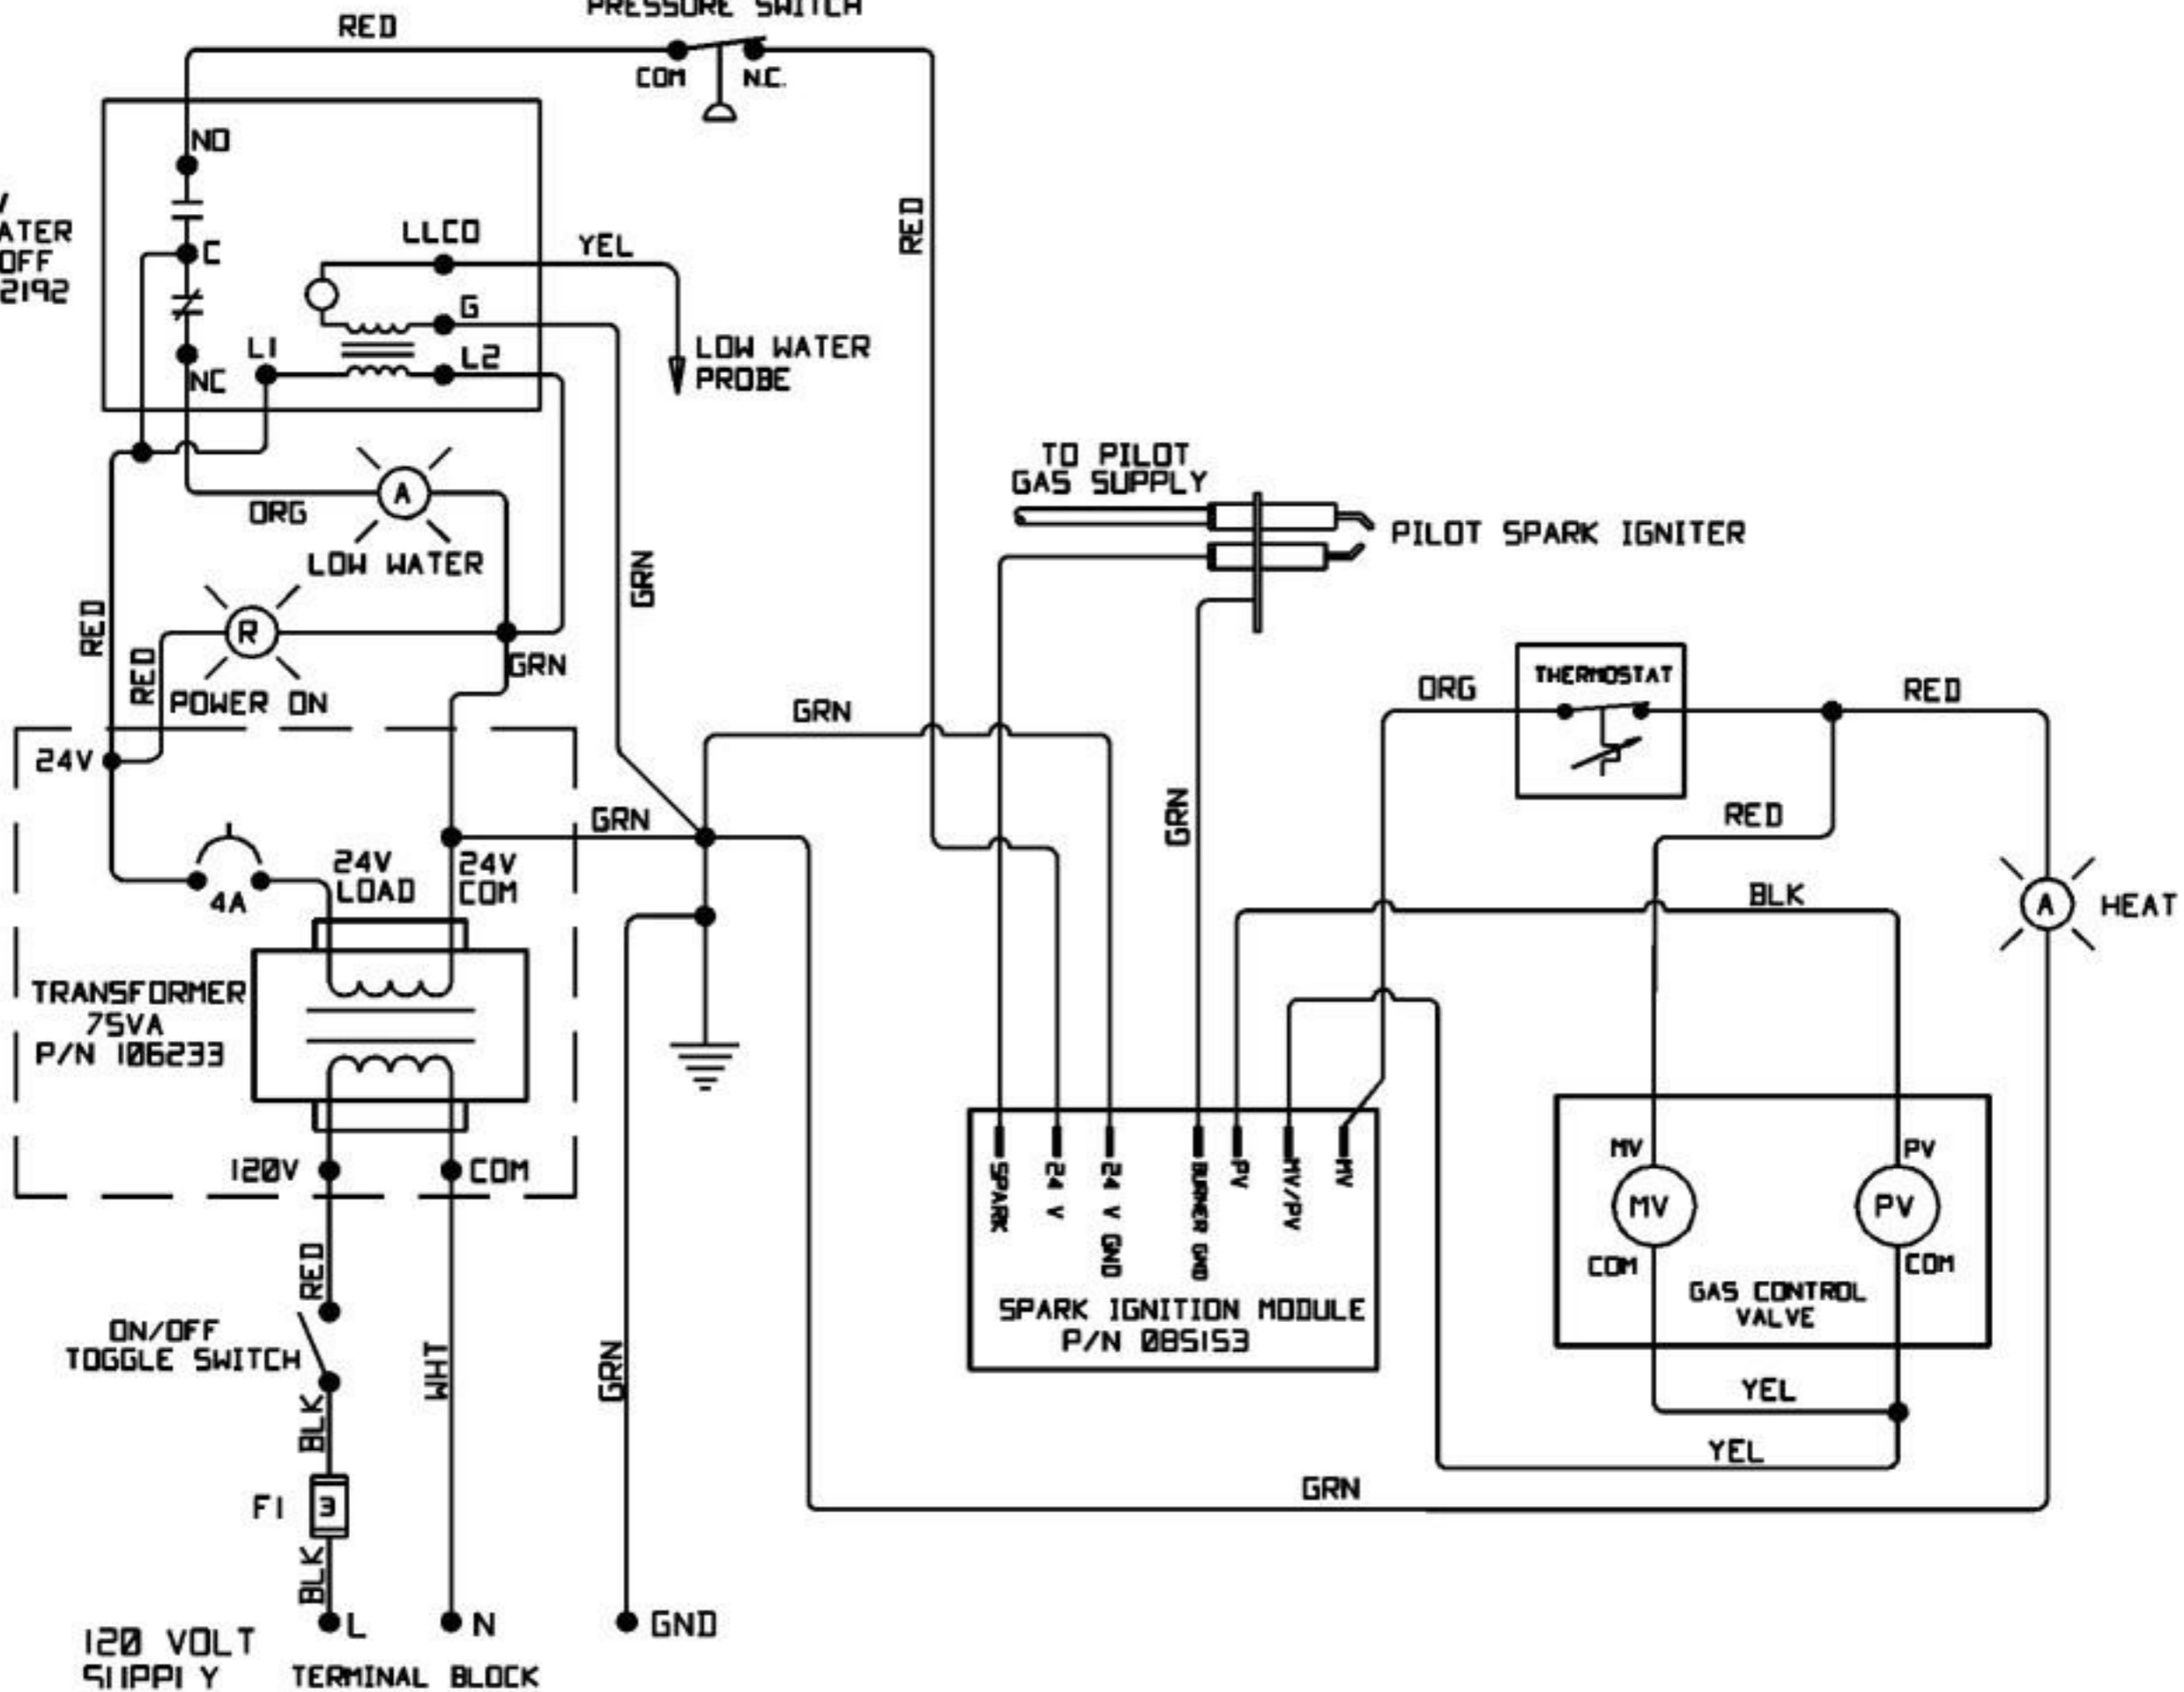 PRESSURE SWITCH
RED
COM
N.C.
NO
ATER
OFF
2192
C
LLCO
YEL
RED
G
L1
L2
NC
LOW WATER
PROBE
A
ORG
LOW WATER
GRN
TO PILOT
GAS SUPPLY
PILOT SPARK IGNITER
RED
R
RED
GRN
POWER ON
24V
GRN
ORG
THERMOSTAT
RED
GRN
4A
24V
LOAD
24V
COM
GRN
RED
BLK
A
HEAT
TRANSFORMER
75VA
P/N 106233
120V
COM
SPARK
24 V
24 V GND
BURNER GND
PV
MV/PV
MV
MV
PV
MV
PV
COM
COM
GAS CONTROL
VALVE
SPARK IGNITION MODULE
P/N 085153
RED
ON/OFF
TOGGLE SWITCH
BLK
WHT
GRN
YEL
YEL
GRN
F1
3
BLK
L
N
GND
120 VOLT
SUPPLY
TERMINAL BLOCK